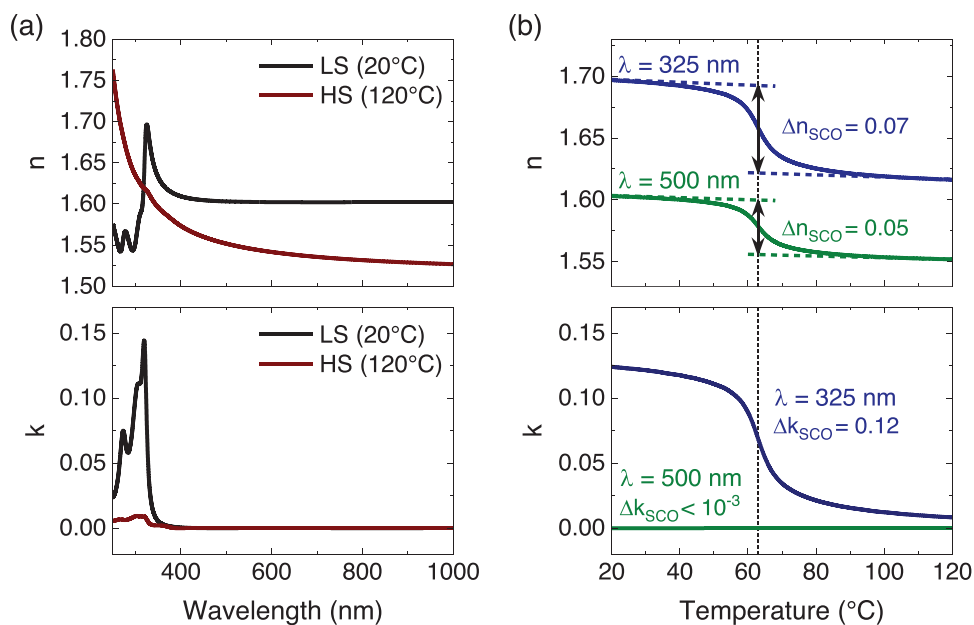 (a)
1.80
1.75
1.70
1.65
1.60
1.55
1.50
n
LS (20°C)
HS (120°C)
0.15
0.10
0.05
0.00
k
LS (20°C)
HS (120°C)
400
600
800
1000
Wavelength (nm)
(b)
1.70
1.65
1.60
1.55
n
λ = 325 nm
Δn_SCO = 0.07
λ = 500 nm
Δn_SCO = 0.05
0.15
0.10
0.05
0.00
k
λ = 325 nm
Δk_SCO = 0.12
λ = 500 nm
Δk_SCO < 10⁻³
20
40
60
80
100
120
Temperature (°C)